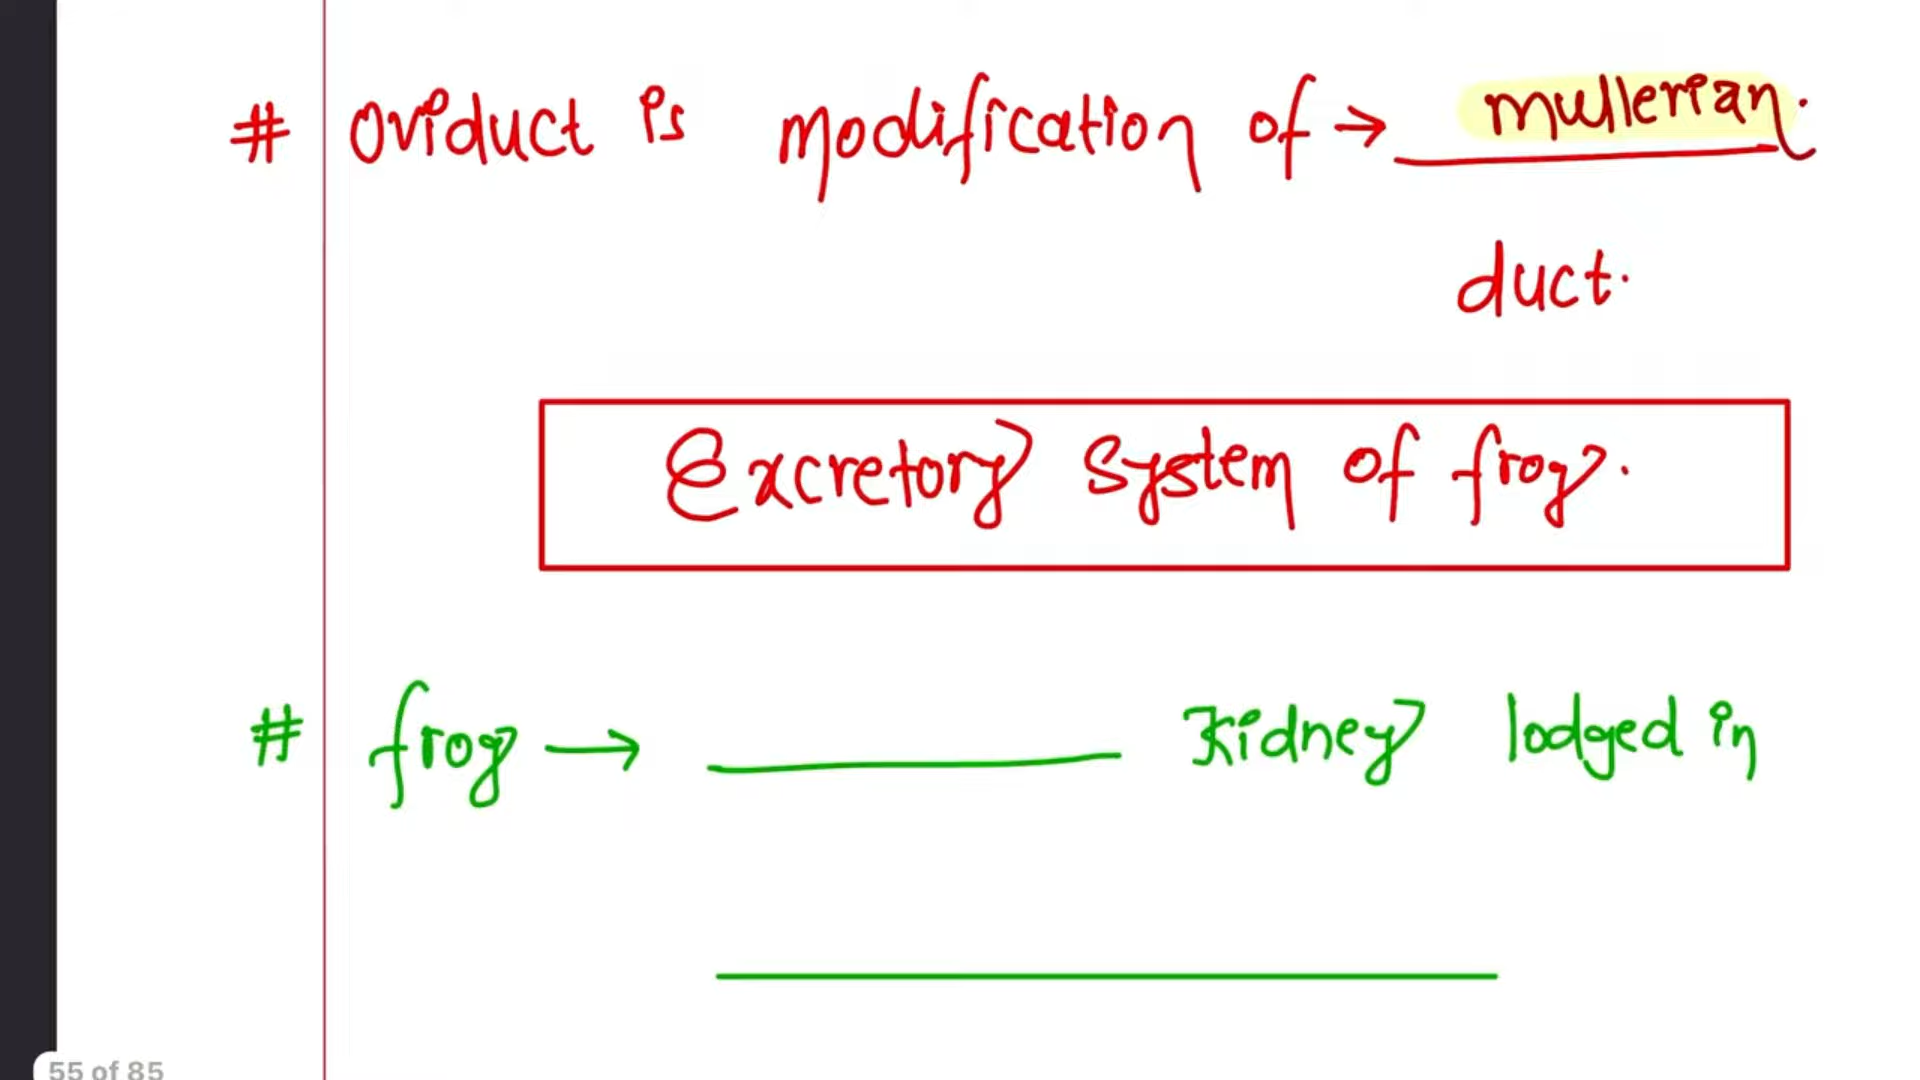 # Oviduct is modification of → mullerian.
duct.
Excretory System of frog.
# frog → ______ Kidney lodged in
______
55 of 85